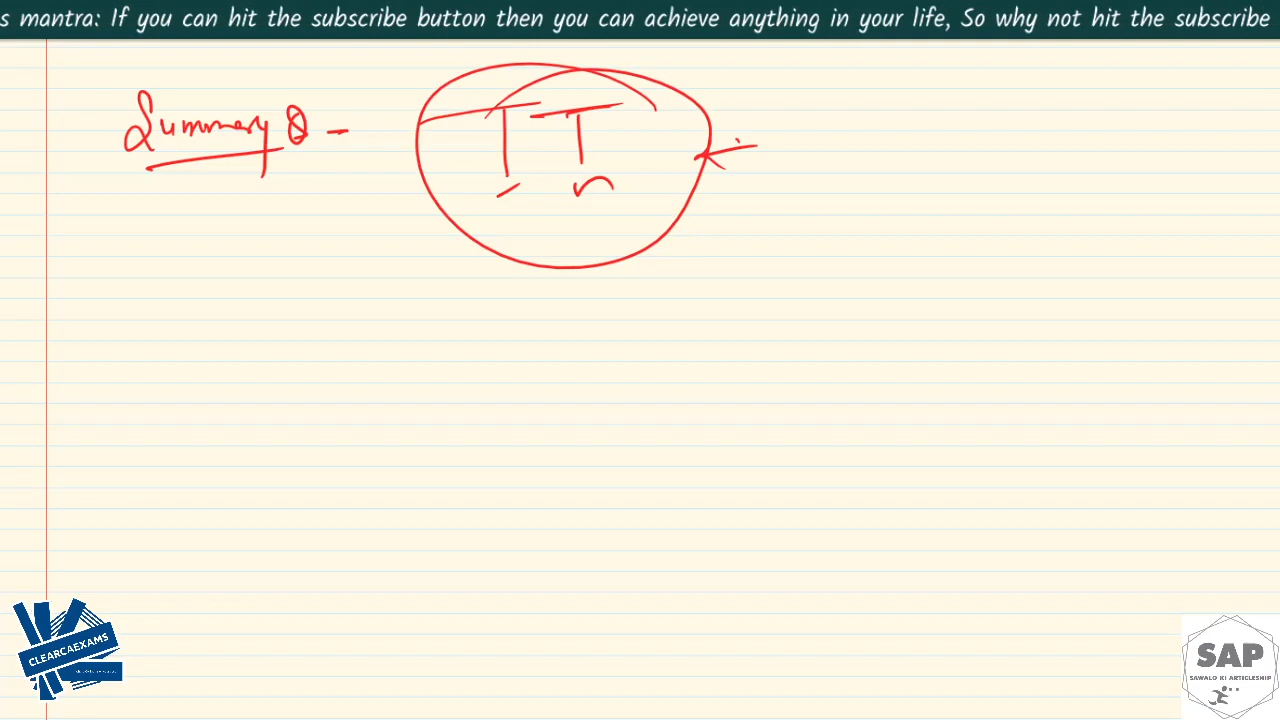 s mantra: If you can hit the subscribe button then you can achieve anything in your life, So why not hit the subscribe
Summary Q -
T T
CLEARCAEXAMS
SAP
SAWALO KI ARTICLESHIP